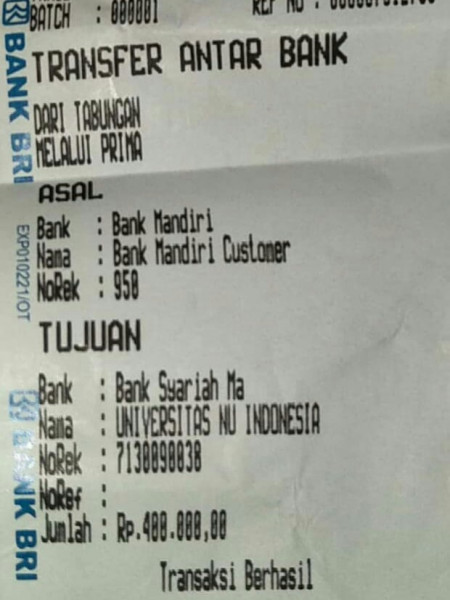 BATCH : 000001
REF NO :
TRANSFER ANTAR BANK
DARI TABUNGAN
MELALUI PRIMA
ASAL
Bank : Bank Mandiri
Nama : Bank Mandiri Customer
NoRek : 950
TUJUAN
Bank : Bank Syariah Ma
Nama : UNIVERSITAS NU INDONESIA
NoRek : 7130090038
NoRef :
Jumlah : Rp.400.000,00
Transaksi Berhasil
BANK BRI
EXP010221/OT
BANK BRI